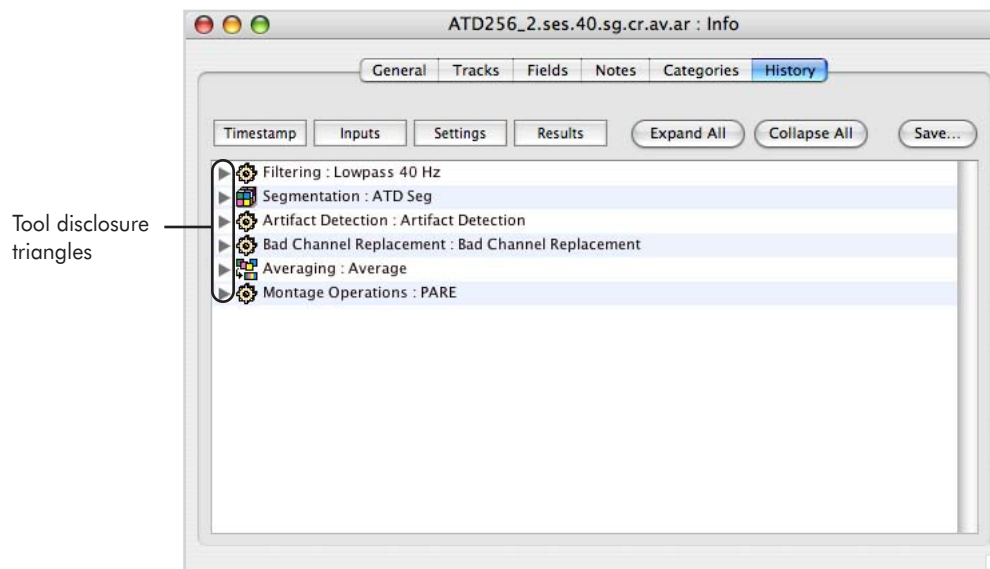 ATD256_2.ses.40.sg.cr.av.ar : Info
General Tracks Fields Notes Categories History
Timestamp Inputs Settings Results Expand All Collapse All Save...
Filtering : Lowpass 40 Hz
Segmentation : ATD Seg
Artifact Detection : Artifact Detection
Bad Channel Replacement : Bad Channel Replacement
Averaging : Average
Montage Operations : PARE
Tool disclosure
triangles